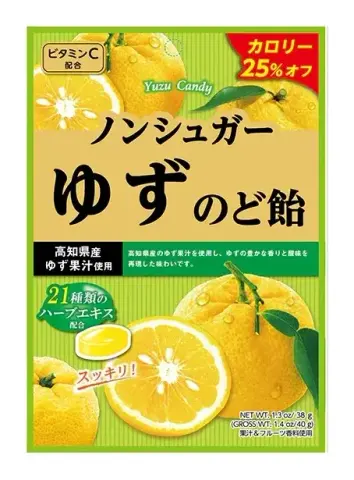 ビタミンC
配合
カロリー
25%オフ
Yuzu Candy
ノンシュガー
ゆずのど飴
高知県産
ゆず果汁使用
高知県産のゆず果汁を使用し、ゆずの豊かな香りと酸味を
再現した味わいです。
21種類の
ハーブエキス
配合
スッキリ!
NET WT. 1.3 oz/ 38 g
(GROSS WT. 1.4 oz/40 g)
果汁&フルーツ香料使用